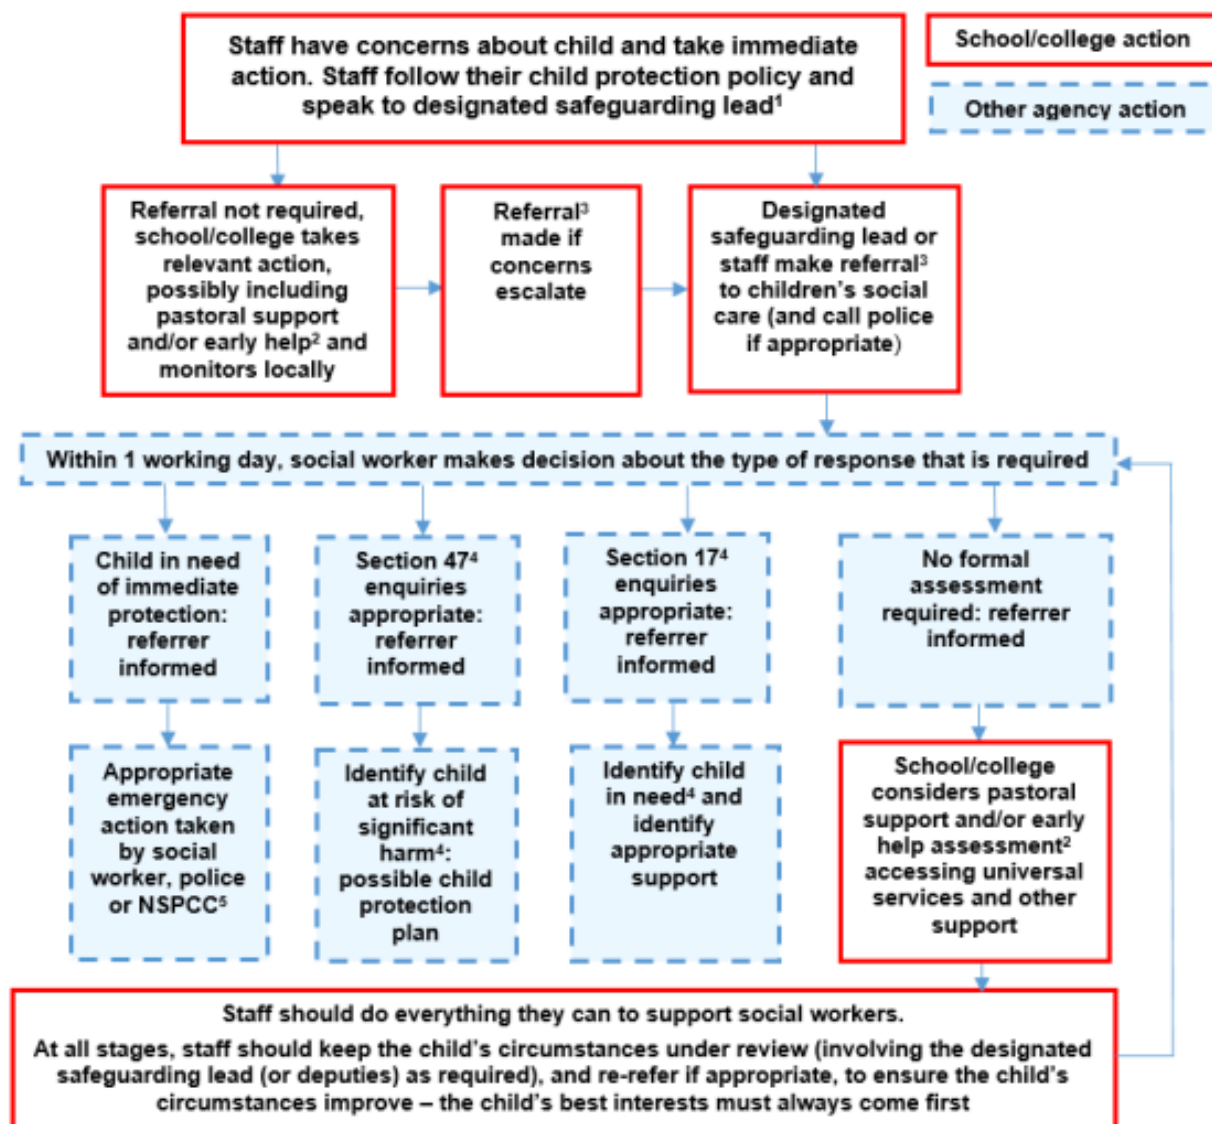 Staff have concerns about child and take immediate
action. Staff follow their child protection policy and
speak to designated safeguarding lead¹
School/college action
Other agency action
Referral not required,
school/college takes
relevant action,
possibly including
pastoral support
and/or early help² and
monitors locally
Referral³
made if
concerns
escalate
Designated
safeguarding lead or
staff make referral³
to children's social
care (and call police
if appropriate)
Within 1 working day, social worker makes decision about the type of response that is required
Child in need
of immediate
protection:
referrer
informed
Section 47⁴
enquiries
appropriate:
referrer
informed
Section 17⁴
enquiries
appropriate:
referrer
informed
No formal
assessment
required: referrer
informed
Appropriate
emergency
action taken
by social
worker, police
or NSPCC⁵
Identify child
at risk of
significant
harm⁴:
possible child
protection
plan
Identify child
in need⁴ and
identify
appropriate
support
School/college
considers pastoral
support and/or early
help assessment²
accessing universal
services and other
support
Staff should do everything they can to support social workers.
At all stages, staff should keep the child's circumstances under review (involving the designated
safeguarding lead (or deputies) as required), and re-refer if appropriate, to ensure the child's
circumstances improve – the child's best interests must always come first